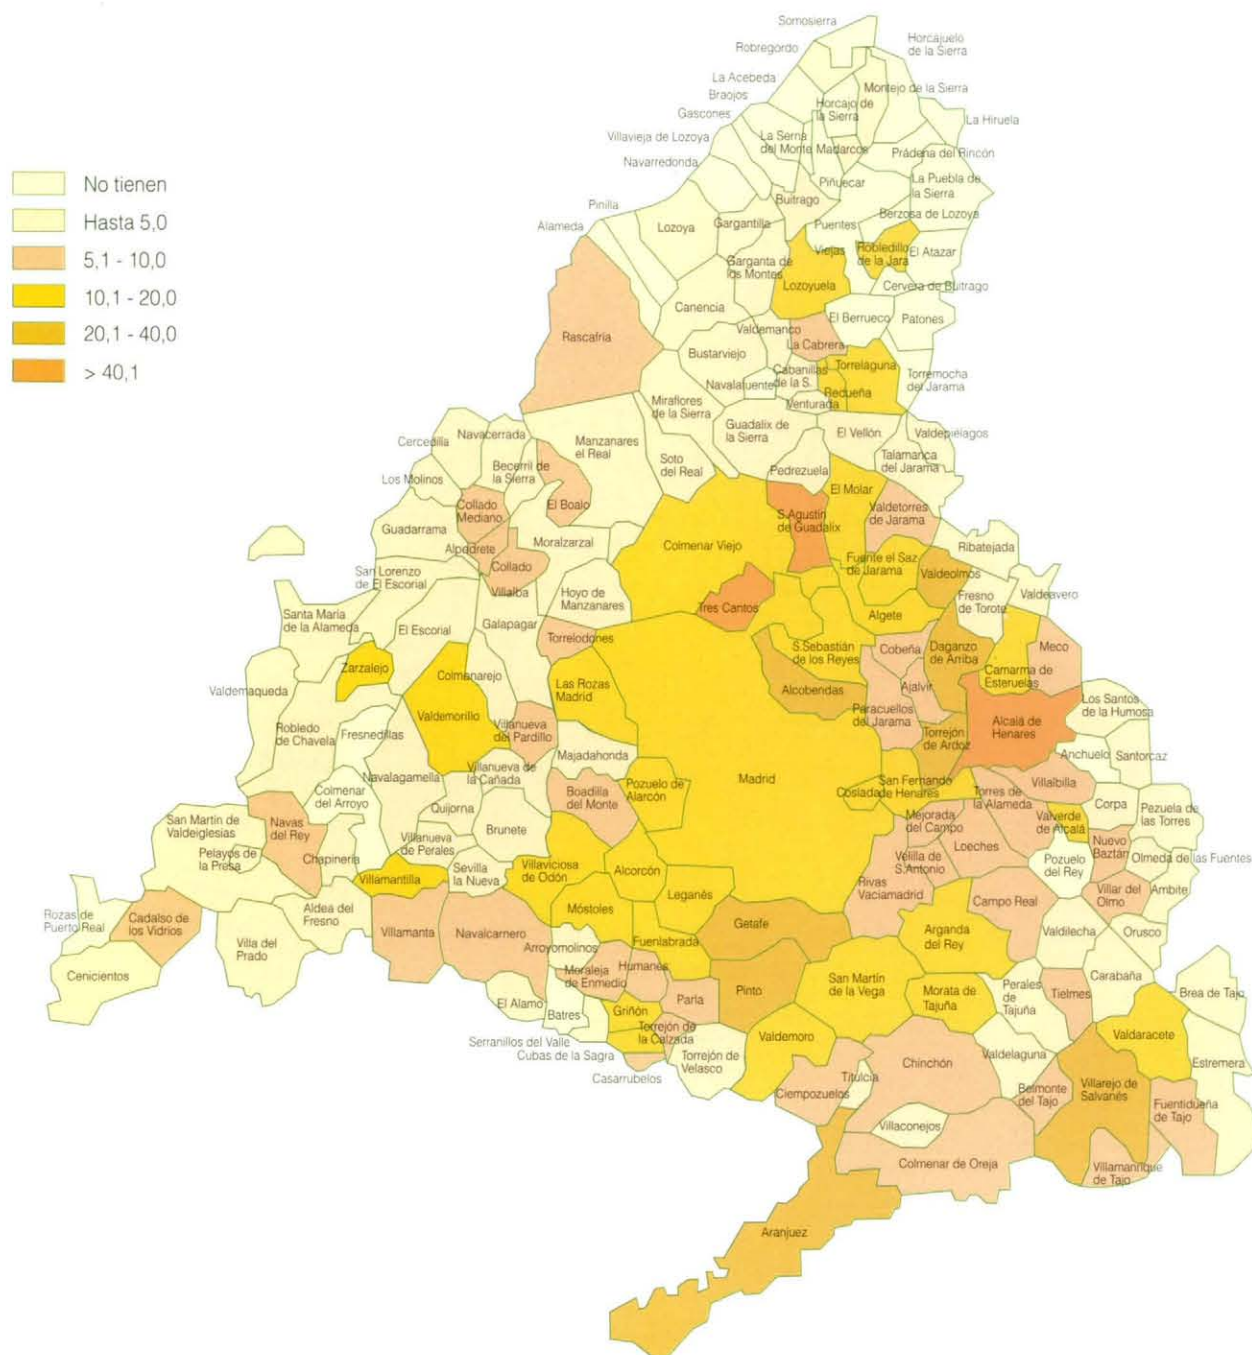 No tienen
Hasta 5,0
5,1 - 10,0
10,1 - 20,0
20,1 - 40,0
> 40,1
Somosierra
Robregordo
Horcajuelo
de la Sierra
La Acebeda
Braojos
Gascones
Villavieja de Lozoya
Navarredonda
Horcajo de
la Sierra
Montejo de la Sierra
La Hiruela
La Serna
del Monte
Madarcos
Prádena del Rincón
La Puebla de
la Sierra
Piñuecar
Buitrago
Berzosa de Lozoya
Pinilla
Alameda
Lozoya
Gargantilla
Puentes
Viejas
Robledillo
de la Jara
El Atazar
Garganta de
los Montes
Lozoyuela
Cervera de Buitrago
Canencia
El Berrueco
Patones
Rascafría
Valdemanco
La Cabrera
Bustarviejo
Cabanillas
de la S.
Torrelaguna
Torremocha
del Jarama
Navalafuente
Redueña
Venturada
Miraflores
de la Sierra
Guadalix de
la Sierra
El Vellón
Valdepiélagos
Talamanca
del Jarama
Cercedilla
Navacerrada
Manzanares
el Real
Soto
del Real
Pedrezuela
Los Molinos
Becerril de
la Sierra
El Boalo
El Molar
Collado
Mediano
S.Agustín
de Guadalix
Valdetorres
de Jarama
Guadarrama
Moralzarzal
Colmenar Viejo
Ribatejada
Alpedrete
Collado
Villalba
Fuente el Saz
de Jarama
Valdeolmos
San Lorenzo
de El Escorial
Hoyo de
Manzanares
Fresno
de Torote
Valdeavero
Tres Cantos
Algete
Santa María
de la Alameda
El Escorial
Galapagar
Torrelodones
S.Sebastián
de los Reyes
Cobeña
Daganzo
de Arriba
Meco
Zarzalejo
Colmenarejo
Las Rozas
Madrid
Alcobendas
Ajalvir
Camarma de
Esteruelas
Valdemaqueda
Valdemorillo
Paracuellos
del Jarama
Los Santos
de la Humosa
Robledo
de Chavela
Fresnedillas
Villanueva
del Pardillo
Torrejón
de Ardoz
Alcalá de
Henares
Majadahonda
Anchuelo
Santorcaz
Navalagamella
Villanueva de
la Cañada
Madrid
San Fernando
de Henares
Villalbilla
Colmenar
del Arroyo
Boadilla
del Monte
Pozuelo de
Alarcón
Coslada
Torres de
la Alameda
Corpa
Pezuela de
las Torres
San Martín de
Valdeiglesias
Navas
del Rey
Quijorna
Brunete
Mejorada
del Campo
Valverde
de Alcalá
Pelayos de
la Presa
Chapinería
Villanueva
de Perales
Loeches
Nuevo
Baztán
Sevilla
la Nueva
Villaviciosa
de Odón
Alcorcón
Velilla de
S.Antonio
Pozuelo
del Rey
Olmeda de las Fuentes
Villamantilla
Leganés
Rivas
Vaciamadrid
Villar del
Olmo
Ambite
Rozas de
Puerto Real
Cadalso de
los Vidrios
Aldea del
Fresno
Móstoles
Campo Real
Villa del
Prado
Villamanta
Navalcarnero
Getafe
Arganda
del Rey
Valdilecha
Orusco
Arroyomolinos
Fuenlabrada
Cenicientos
Moraleja
de Enmedio
Humanes
Carabaña
El Alamo
Batres
Parla
Pinto
San Martín
de la Vega
Morata de
Tajuña
Perales
de
Tajuña
Tielmes
Brea de Tajo
Griñón
Serranillos del Valle
Cubas de la Sagra
Torrejón de
la Calzada
Valdemoro
Valdaracete
Casarrubelos
Torrejón de
Velasco
Valdelaguna
Estremera
Chinchón
Titulcia
Ciempozuelos
Belmonte
del Tajo
Villarejo de
Salvanés
Fuentidueña
de Tajo
Villaconejos
Colmenar de Oreja
Villamanrique
de Tajo
Aranjuez